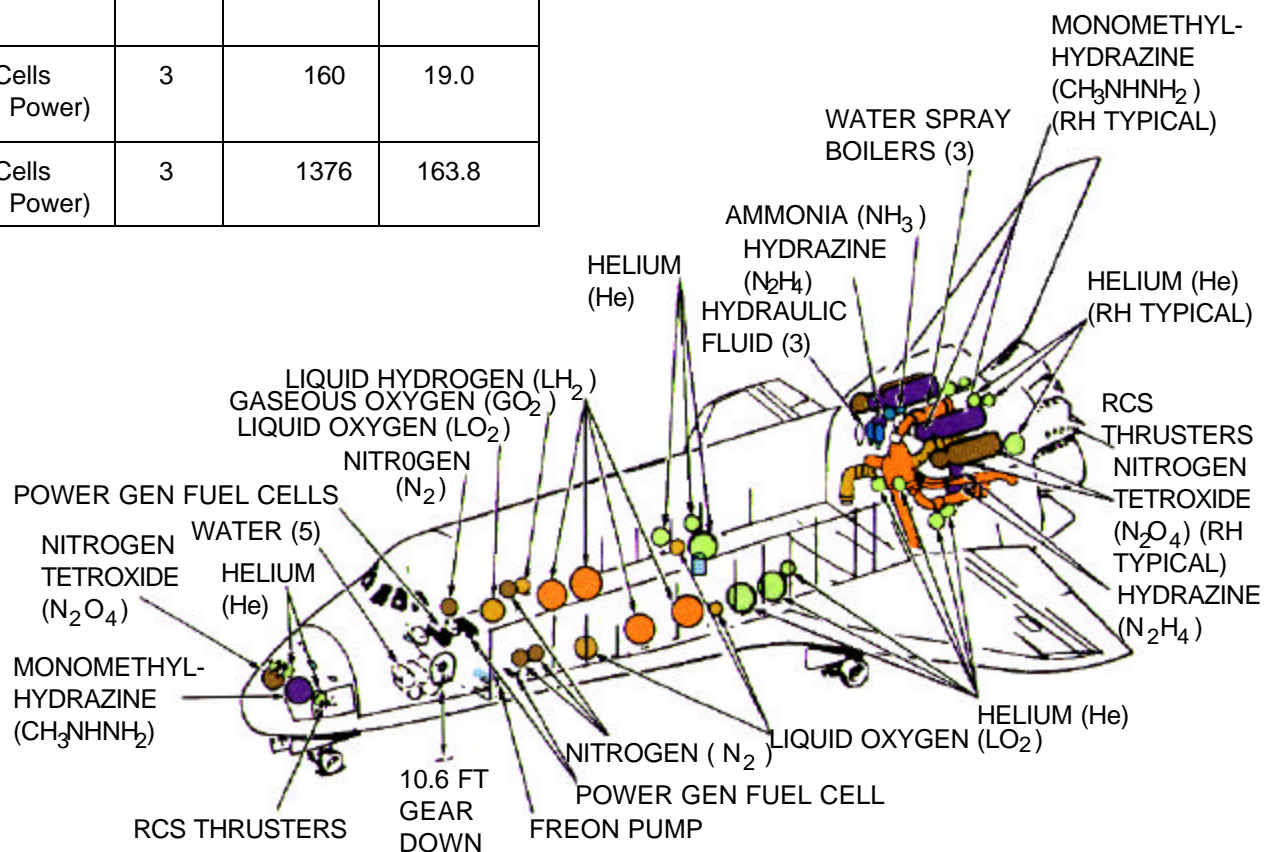 Cells 3 160 19.0
Power)
Cells 3 1376 163.8
Power)
MONOMETHYL-
HYDRAZINE
(CH3NHNH2)
(RH TYPICAL)
WATER SPRAY
BOILERS (3)
AMMONIA (NH3)
HYDRAZINE
(N2H4)
HYDRAULIC
FLUID (3)
HELIUM
(He)
HELIUM (He)
(RH TYPICAL)
LIQUID HYDROGEN (LH2)
GASEOUS OXYGEN (GO2)
LIQUID OXYGEN (LO2)
NITR0GEN
(N2)
POWER GEN FUEL CELLS
WATER (5)
NITROGEN
TETROXIDE
(N2O4)
HELIUM
(He)
MONOMETHYL-
HYDRAZINE
(CH3NHNH2)
RCS THRUSTERS
10.6 FT
GEAR
DOWN
FREON PUMP
POWER GEN FUEL CELL
NITROGEN ( N2 )
LIQUID OXYGEN (LO2)
HELIUM (He)
RCS
THRUSTERS
NITROGEN
TETROXIDE
(N2O4) (RH
TYPICAL)
HYDRAZINE
(N2H4 )